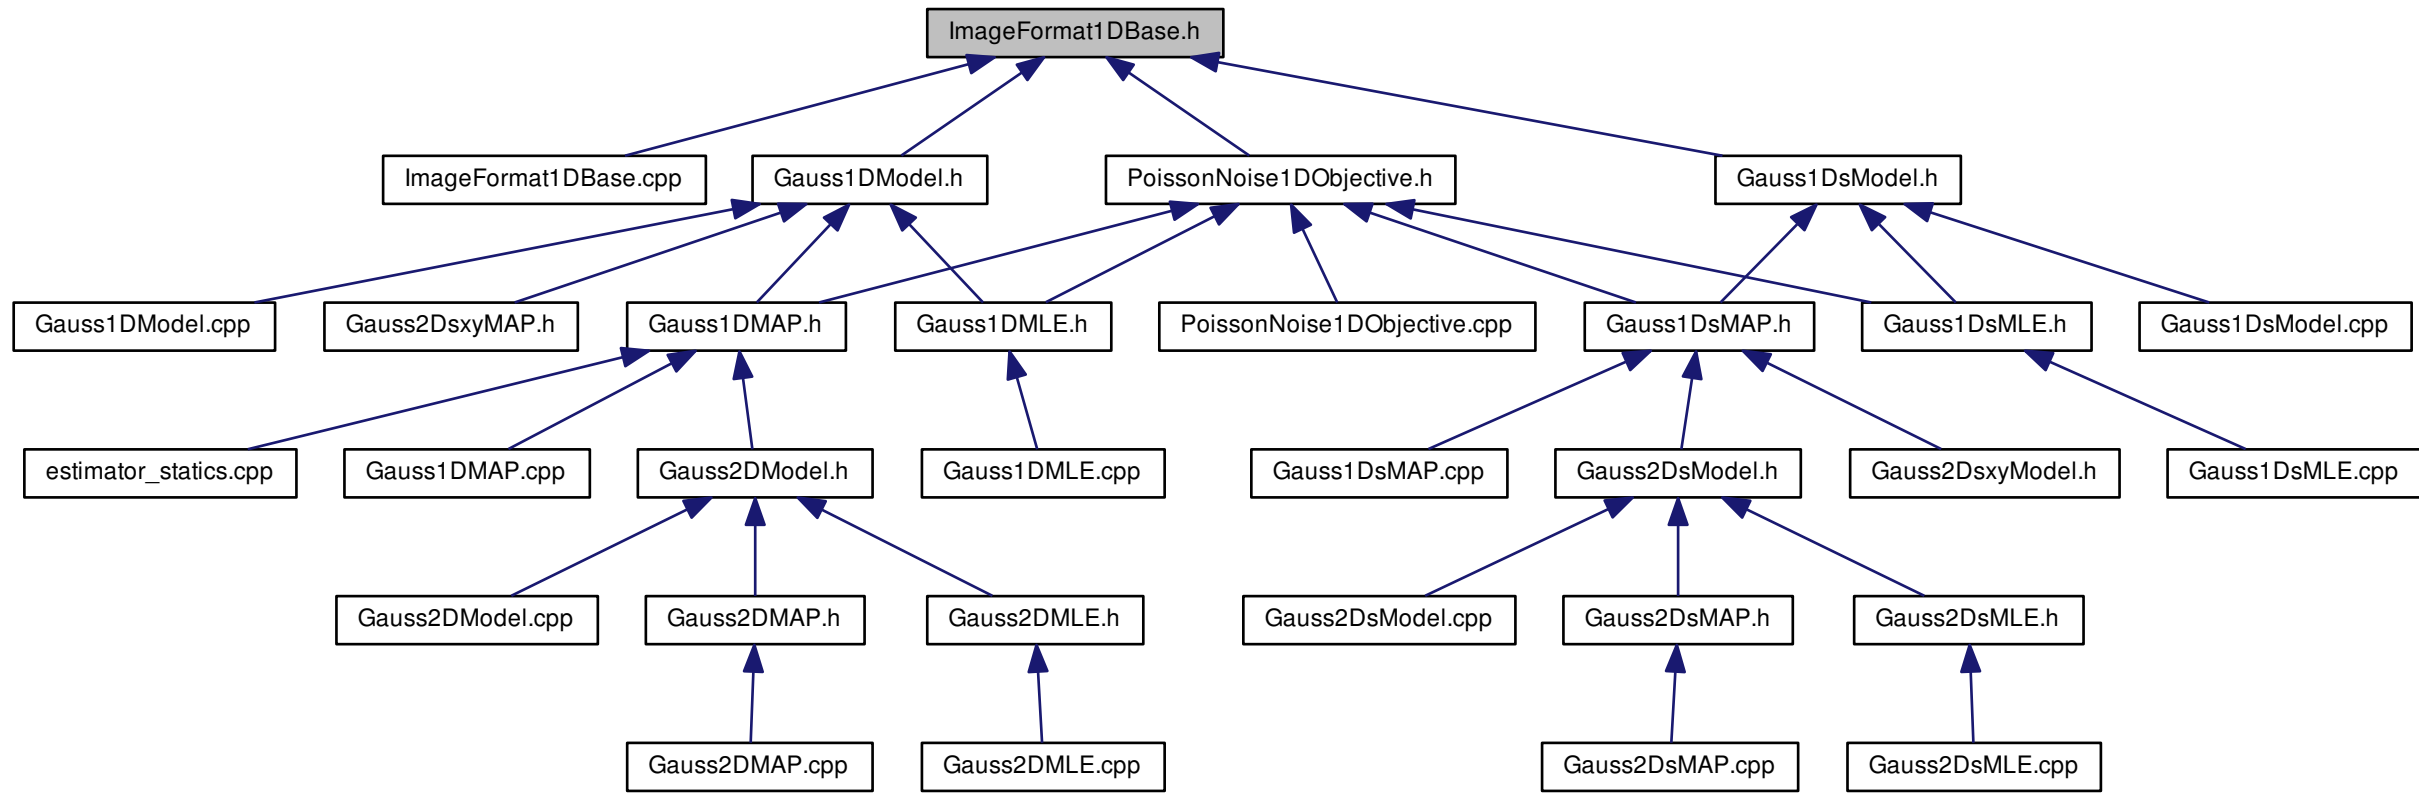 ImageFormat1DBase.h
ImageFormat1DBase.cpp
Gauss1DModel.h
PoissonNoise1DObjective.h
Gauss1DsModel.h
Gauss1DModel.cpp
Gauss2DsxyMAP.h
Gauss1DMAP.h
Gauss1DMLE.h
PoissonNoise1DObjective.cpp
Gauss1DsMAP.h
Gauss1DsMLE.h
Gauss1DsModel.cpp
estimator_statics.cpp
Gauss1DMAP.cpp
Gauss2DModel.h
Gauss1DMLE.cpp
Gauss1DsMAP.cpp
Gauss2DsModel.h
Gauss2DsxyModel.h
Gauss1DsMLE.cpp
Gauss2DModel.cpp
Gauss2DMAP.h
Gauss2DMLE.h
Gauss2DsModel.cpp
Gauss2DsMAP.h
Gauss2DsMLE.h
Gauss2DMAP.cpp
Gauss2DMLE.cpp
Gauss2DsMAP.cpp
Gauss2DsMLE.cpp